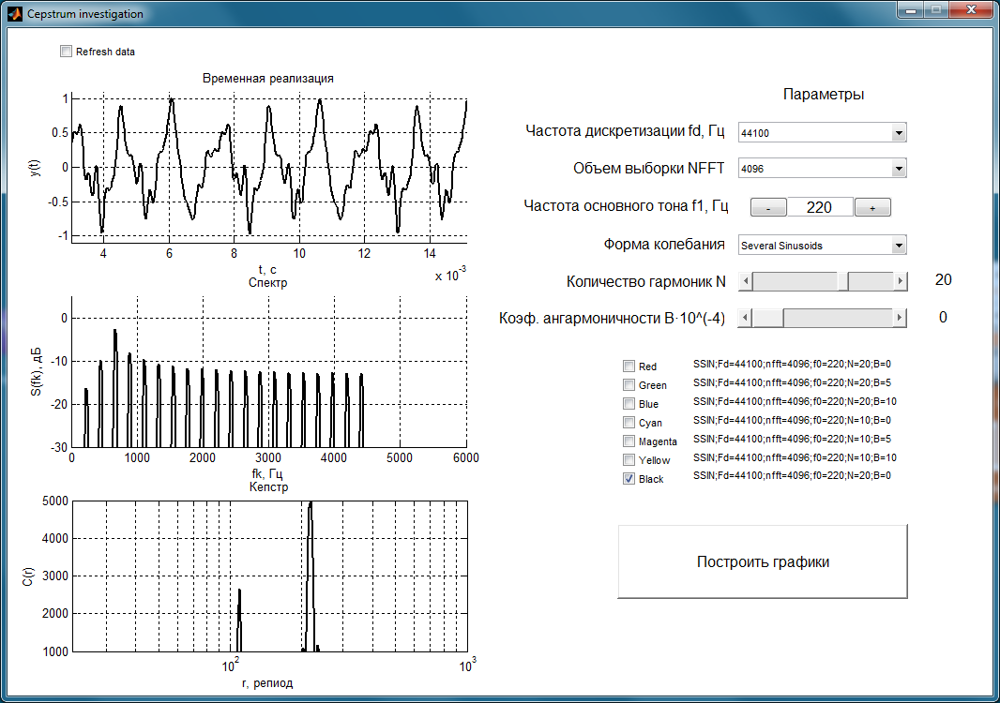 Cepstrum investigation
Refresh data
Временная реализация
y(t)
1
0.5
0
-0.5
-1
4 6 8 10 12 14
t, c
x 10^-3
Спектр
S(fk), дБ
0
-10
-20
-30
0 1000 2000 3000 4000 5000 6000
fk, Гц
Кепстр
C(r)
5000
4000
3000
2000
1000
10^2 10^3
r, репиод
Параметры
Частота дискретизации fd, Гц 44100
Объем выборки NFFT 4096
Частота основного тона f1, Гц - 220 +
Форма колебания Several Sinusoids
Количество гармоник N 20
Коэф. ангармоничности B·10^(-4) 0
Red SSIN;Fd=44100;nfft=4096;f0=220;N=20;B=0
Green SSIN;Fd=44100;nfft=4096;f0=220;N=20;B=5
Blue SSIN;Fd=44100;nfft=4096;f0=220;N=20;B=10
Cyan SSIN;Fd=44100;nfft=4096;f0=220;N=10;B=0
Magenta SSIN;Fd=44100;nfft=4096;f0=220;N=10;B=5
Yellow SSIN;Fd=44100;nfft=4096;f0=220;N=10;B=10
Black SSIN;Fd=44100;nfft=4096;f0=220;N=20;B=0
Построить графики